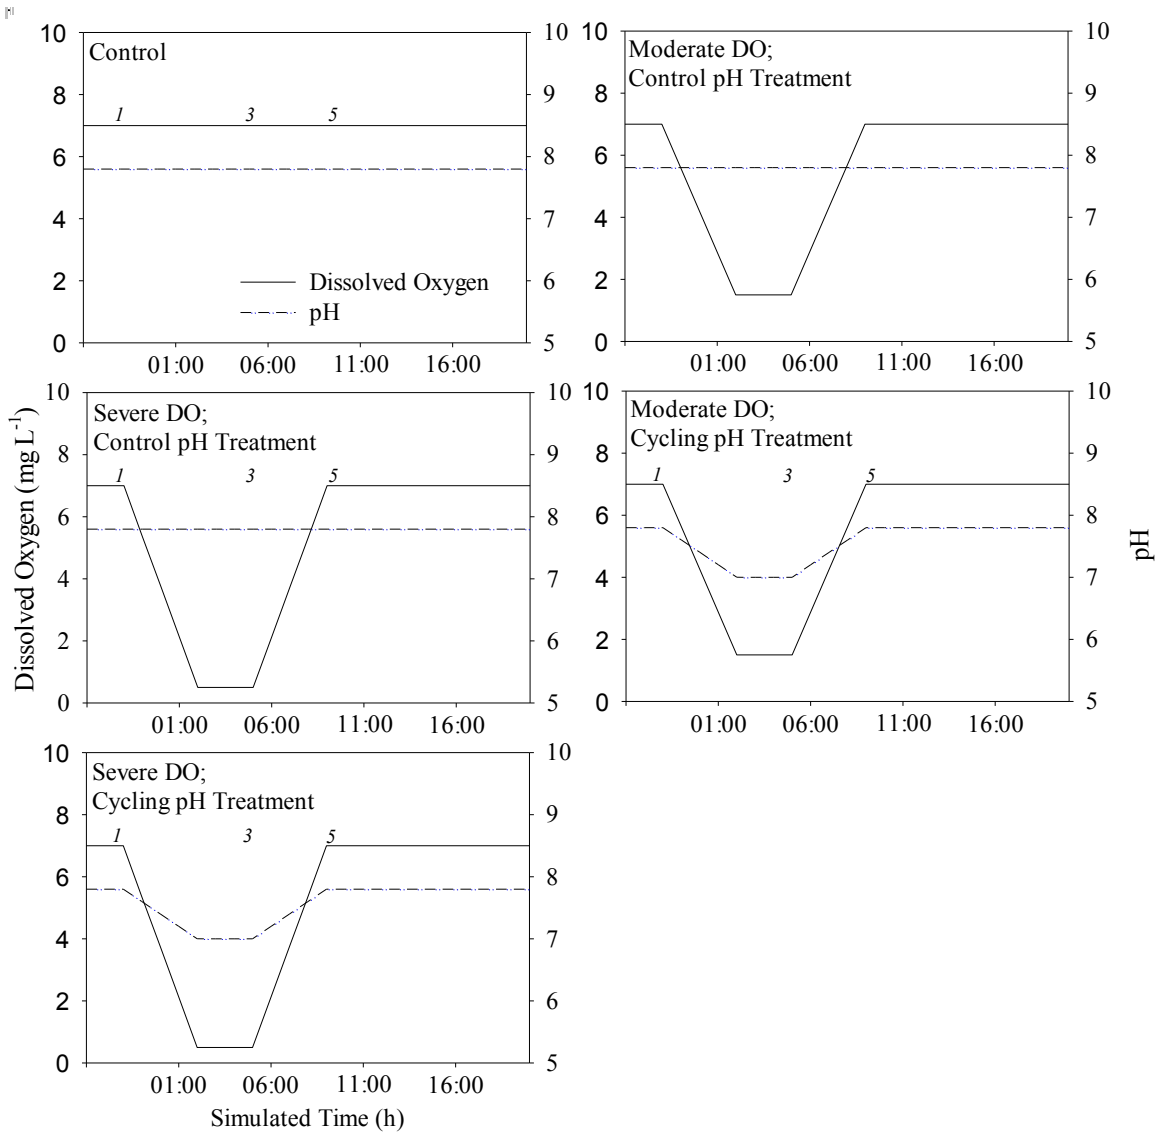 Control
10
8
6
4
2
0
10
9
8
7
6
5
1 3 5
Dissolved Oxygen
pH
01:00 06:00 11:00 16:00
Moderate DO;
Control pH Treatment
10
8
6
4
2
0
10
9
8
7
6
5
01:00 06:00 11:00 16:00
Dissolved Oxygen (mg L-1)
Severe DO;
Control pH Treatment
10
8
6
4
2
0
10
9
8
7
6
5
1 3 5
01:00 06:00 11:00 16:00
Moderate DO;
Cycling pH Treatment
10
8
6
4
2
0
10
9
8
7
6
5
1 3 5
01:00 06:00 11:00 16:00
pH
Severe DO;
Cycling pH Treatment
10
8
6
4
2
0
10
9
8
7
6
5
1 3 5
01:00 06:00 11:00 16:00
Simulated Time (h)